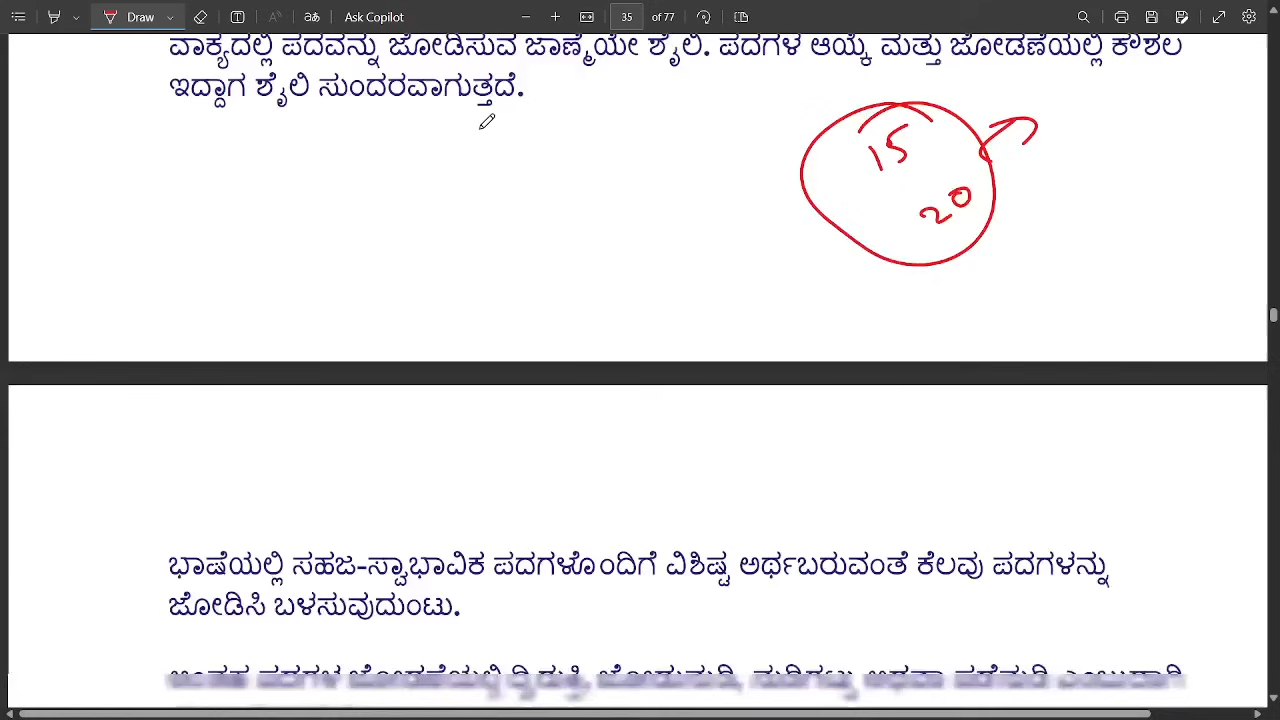 Draw
Ask Copilot
35 of 77
ವಾಕ್ಯದಲ್ಲಿ ಪದವನ್ನು ಜೋಡಿಸುವ ಜಾಣ್ಮೆಯೇ ಶೈಲಿ. ಪದಗಳ ಆಯ್ಕೆ ಮತ್ತು ಜೋಡಣೆಯಲ್ಲಿ ಕೌಶಲ
ಇದ್ದಾಗ ಶೈಲಿ ಸುಂದರವಾಗುತ್ತದೆ.
15
20
ಭಾಷೆಯಲ್ಲಿ ಸಹಜ-ಸ್ವಾಭಾವಿಕ ಪದಗಳೊಂದಿಗೆ ವಿಶಿಷ್ಟ ಅರ್ಥಬರುವಂತೆ ಕೆಲವು ಪದಗಳನ್ನು
ಜೋಡಿಸಿ ಬಳಸುವುದುಂಟು.